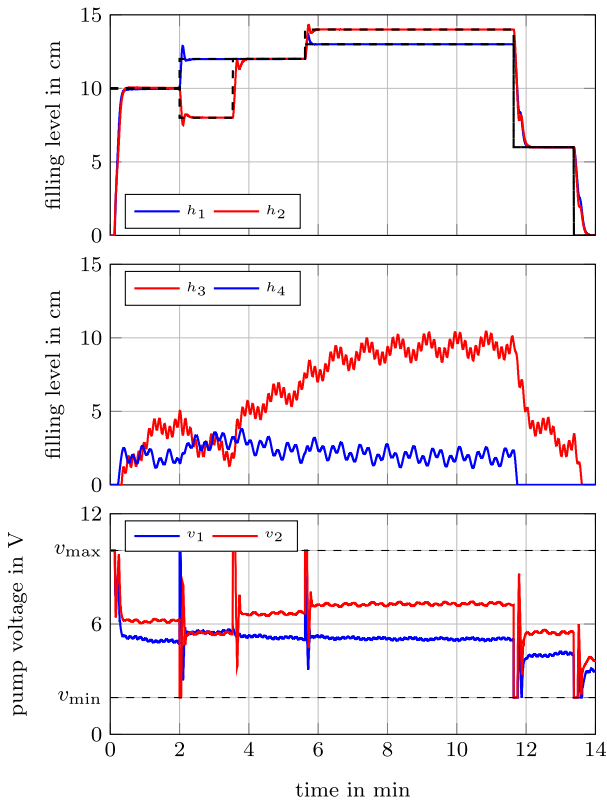 15
10
5
0
filling level in cm
h1 h2
15
10
5
0
filling level in cm
h3 h4
12
vmax
6
vmin
0
pump voltage in V
v1 v2
0 2 4 6 8 10 12 14
time in min